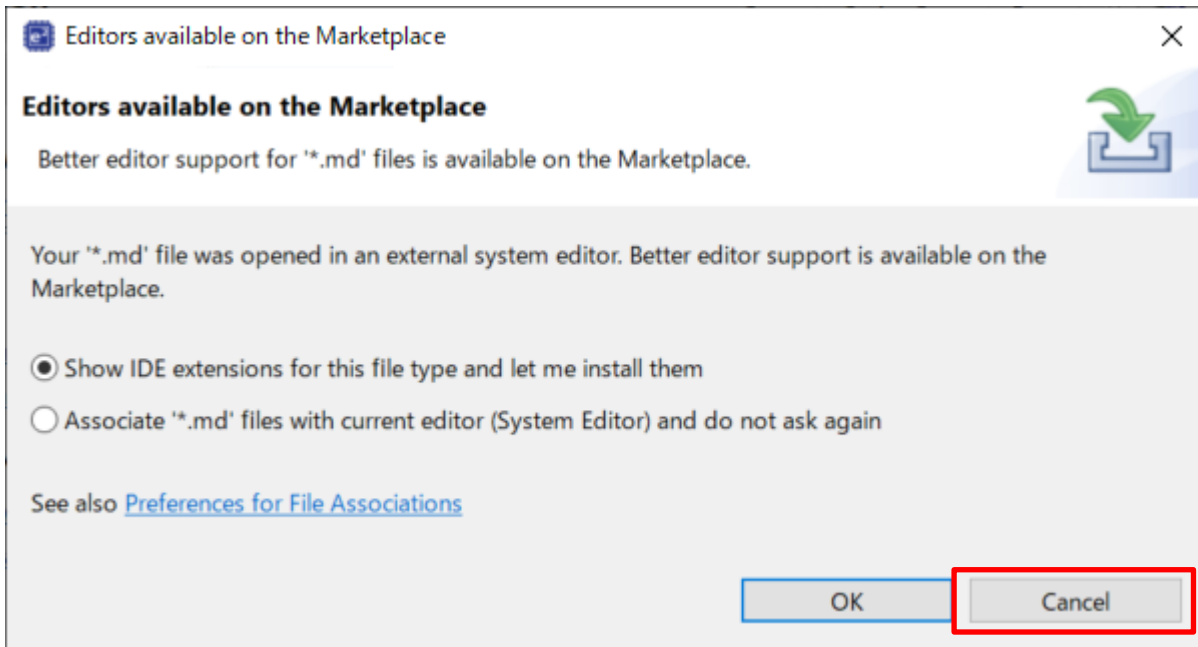 Editors available on the Marketplace
Editors available on the Marketplace
Better editor support for '*.md' files is available on the Marketplace.
Your '*.md' file was opened in an external system editor. Better editor support is available on the
Marketplace.
Show IDE extensions for this file type and let me install them
Associate '*.md' files with current editor (System Editor) and do not ask again
See also Preferences for File Associations
OK
Cancel